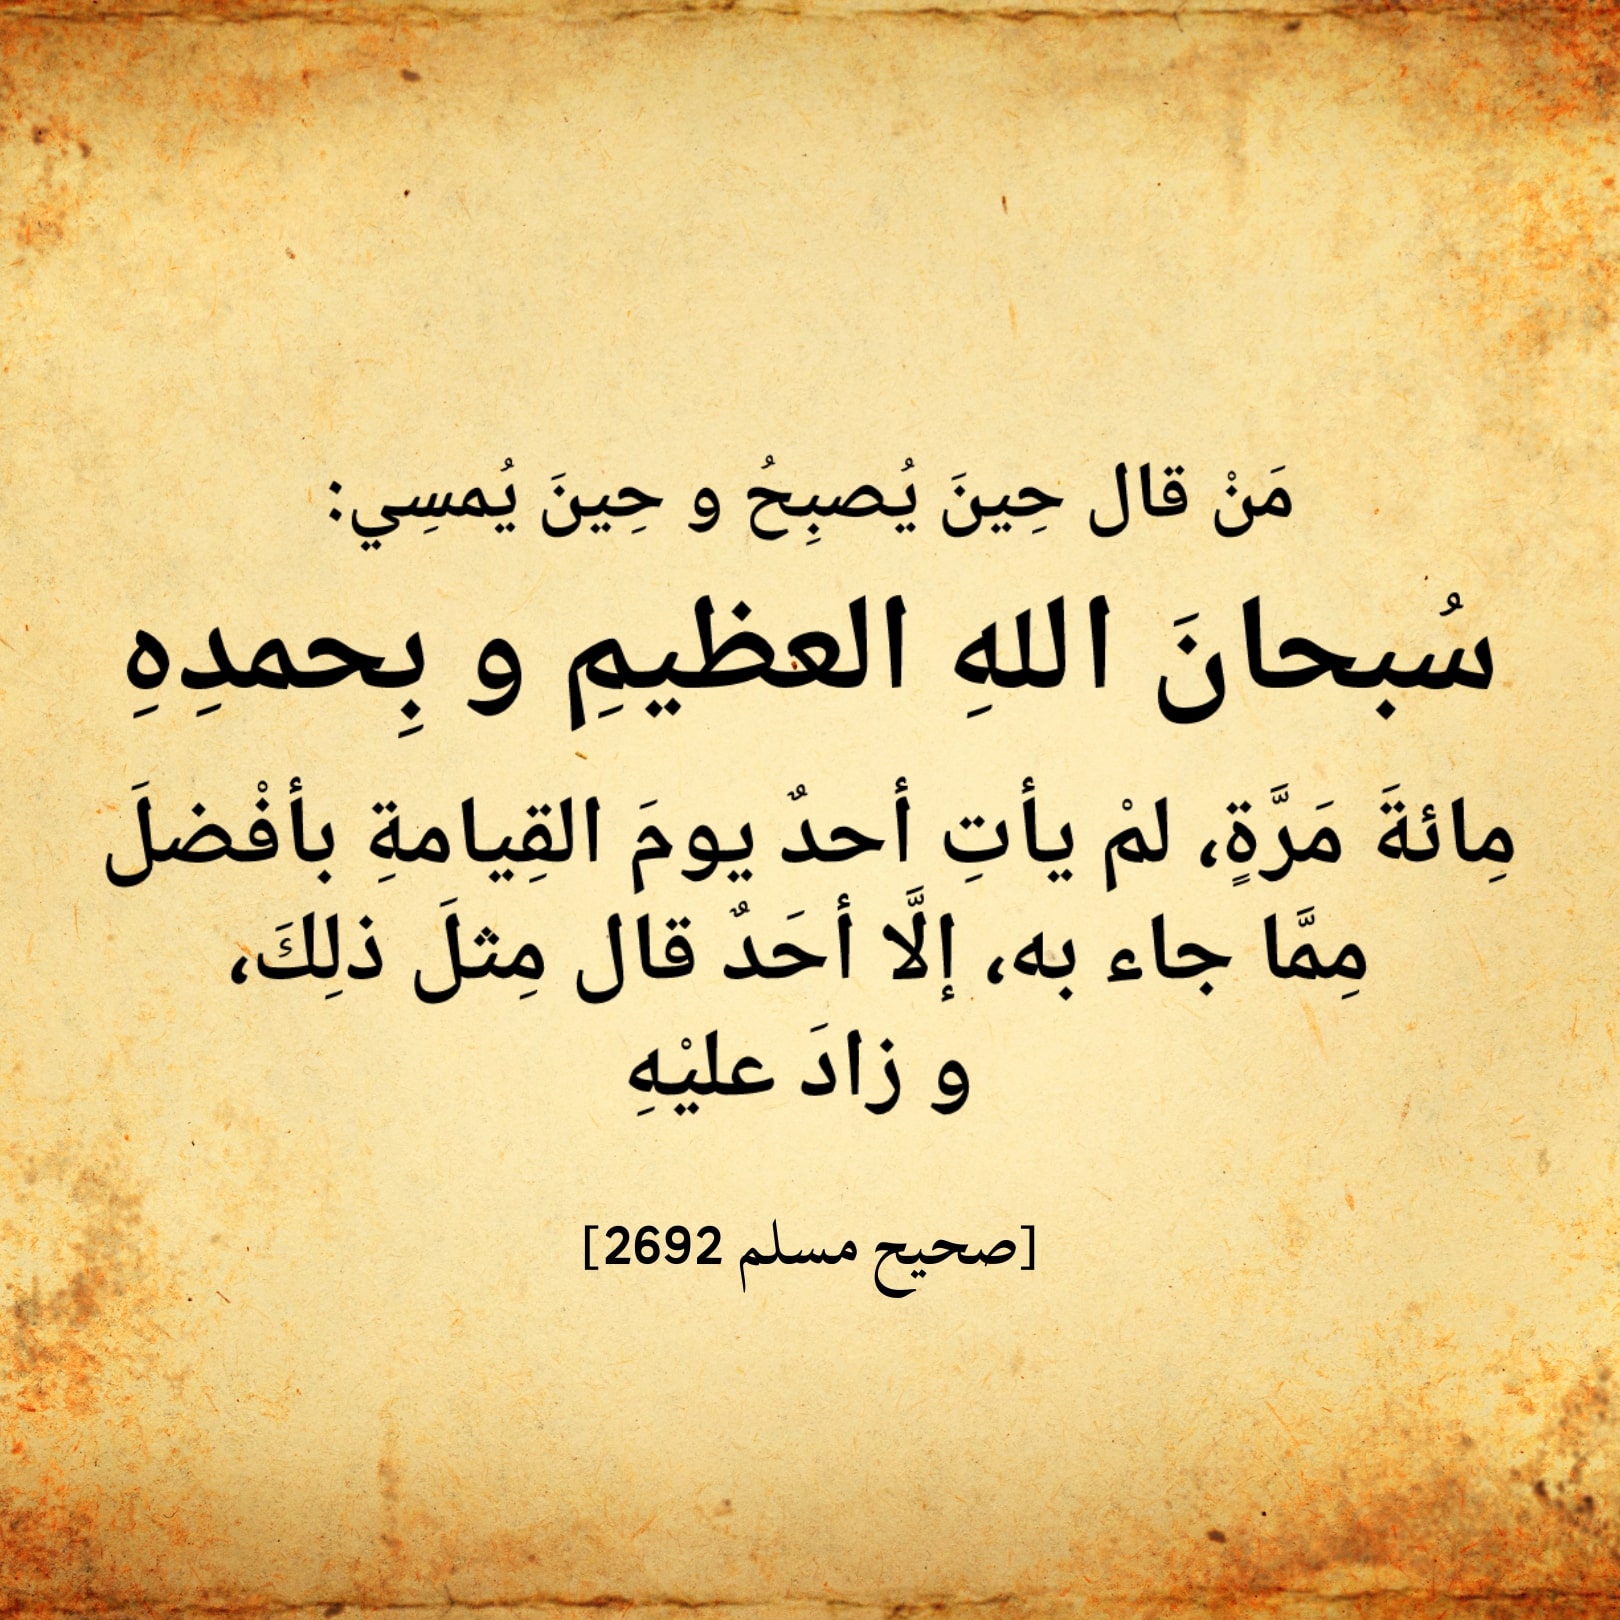 مَنْ قال حِينَ يُصبِحُ و حِينَ يُمسِي:
سُبحانَ اللهِ العظيمِ و بِحمدِهِ
مِائةَ مَرَّةٍ، لمْ يأتِ أحدٌ يومَ القِيامةِ بأفْضلَ
مِمَّا جاء به، إلَّا أحَدٌ قال مِثلَ ذلِكَ،
و زادَ عليْهِ
[صحيح مسلم 2692]